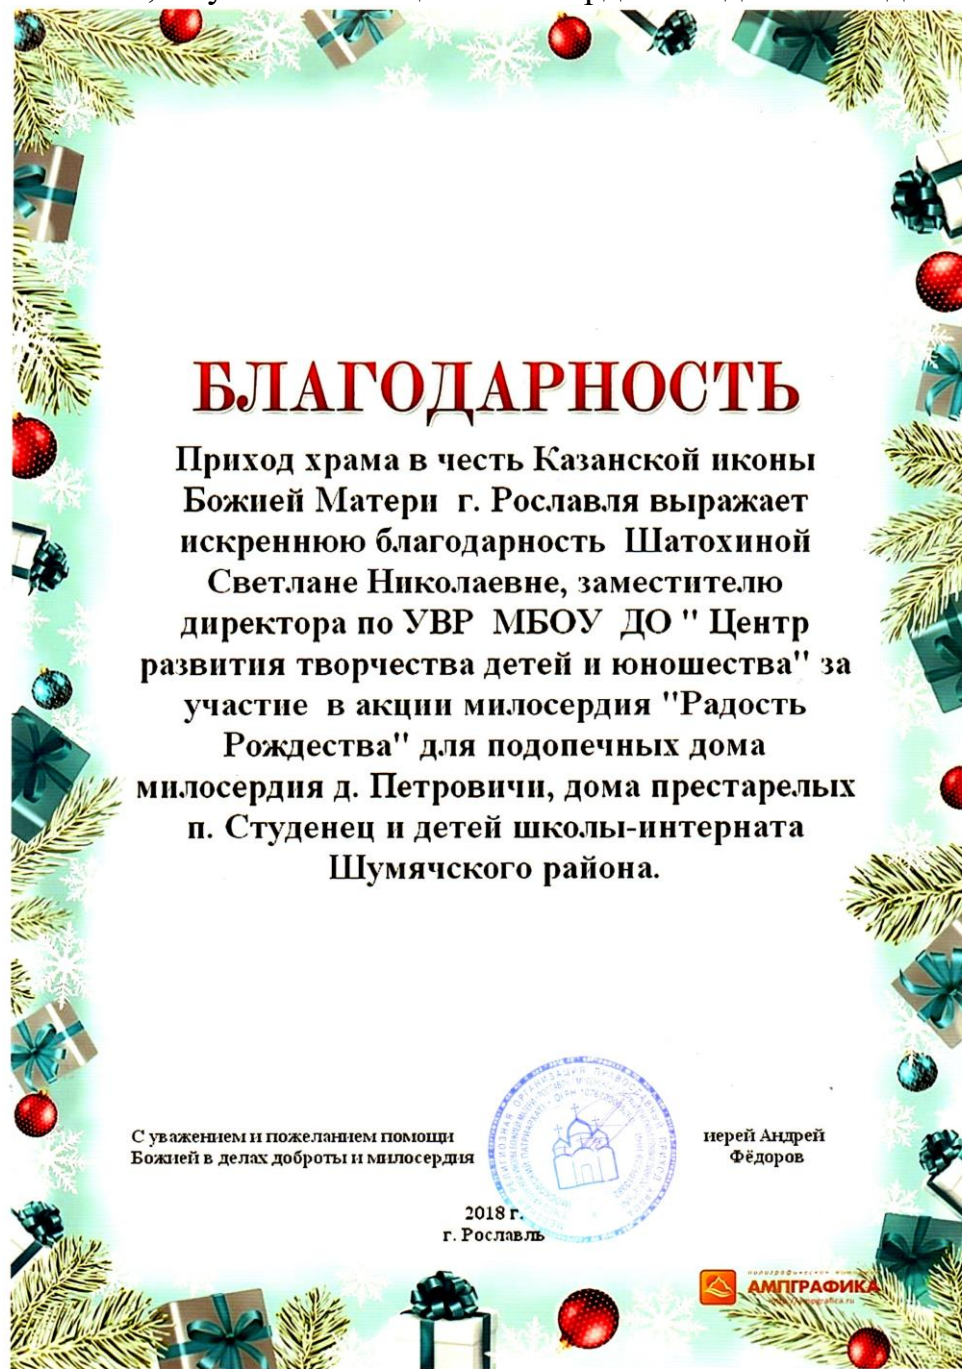 БЛАГОДАРНОСТЬ
Приход храма в честь Казанской иконы
Божией Матери г. Рославля выражает
искреннюю благодарность Шатохиной
Светлане Николаевне, заместителю
директора по УВР МБОУ ДО " Центр
развития творчества детей и юношества" за
участие в акции милосердия "Радость
Рождества" для подопечных дома
милосердия д. Петровичи, дома престарелых
п. Студенец и детей школы-интерната
Шумячского района.
С уважением и пожеланием помощи
Божией в делах доброты и милосердия
иерей Андрей
Фёдоров
2018 г.
г. Рославль
АМПГРАФИКА